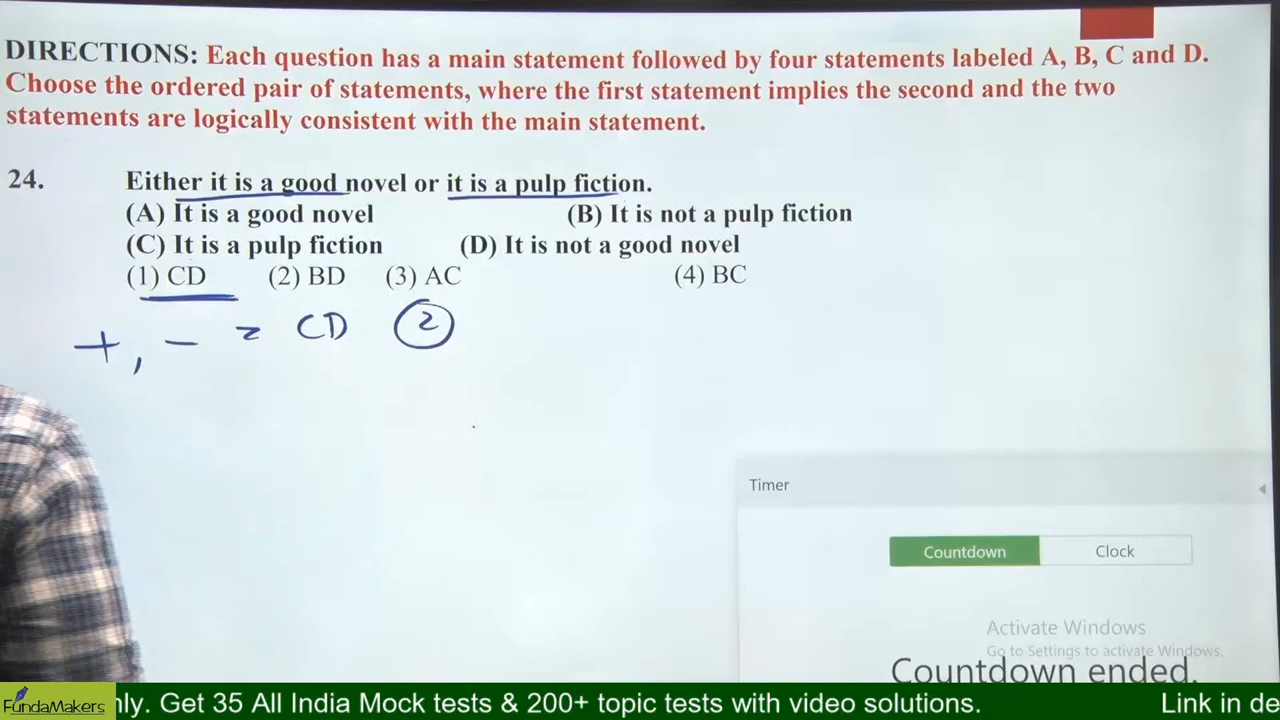 DIRECTIONS: Each question has a main statement followed by four statements labeled A, B, C and D.
Choose the ordered pair of statements, where the first statement implies the second and the two
statements are logically consistent with the main statement.
24. Either it is a good novel or it is a pulp fiction.
(A) It is a good novel (B) It is not a pulp fiction
(C) It is a pulp fiction (D) It is not a good novel
(1) CD (2) BD (3) AC (4) BC
+, - = CD 2
Timer
Countdown Clock
Activate Windows
Go to Settings to activate Windows.
Countdown ended.
FundaMakers
nly. Get 35 All India Mock tests & 200+ topic tests with video solutions. Link in de